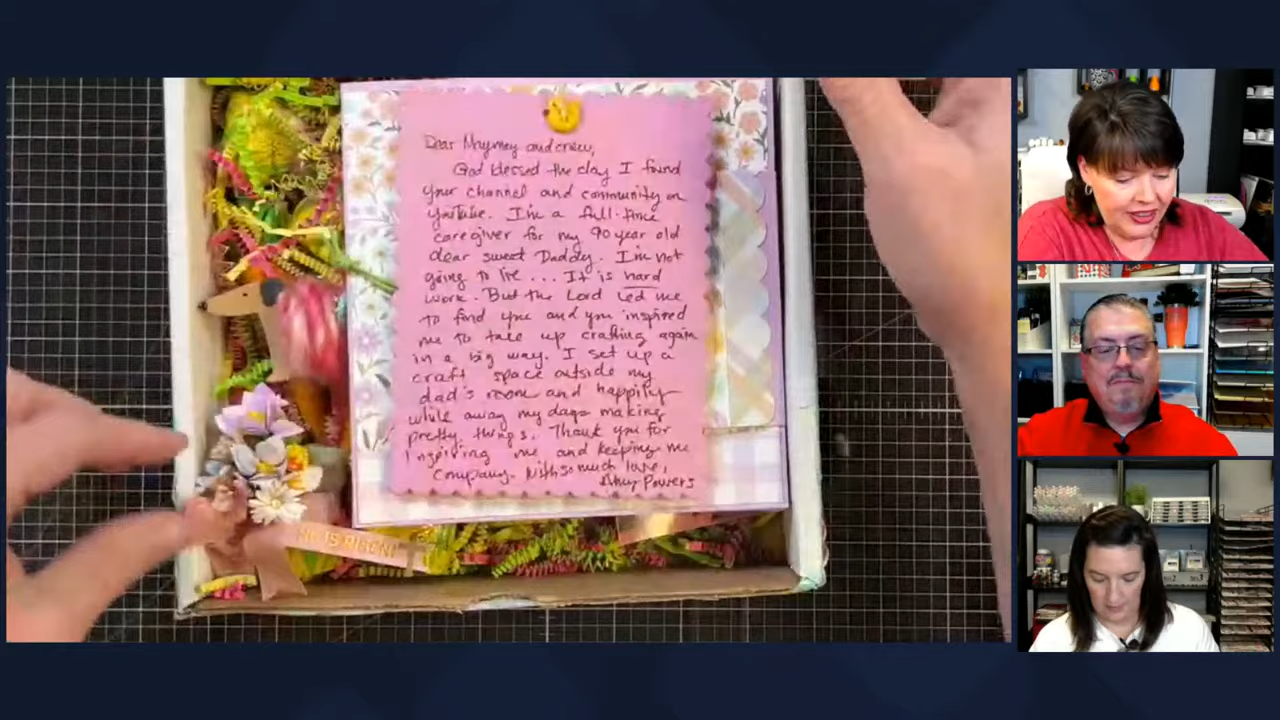 Dear Maymay and crew,
God blessed the day I found
your channel and community on
YouTube. I'm a full-time
caregiver for my 90 year old
dear sweet Daddy. I'm not
going to lie... It is hard
work. But the Lord led me
to find you and you inspired
me to take up crafting again
in a big way. I set up a
craft space outside my
dad's room and happily
while away my days making
pretty things. Thank you for
inspiring me and keeping me
company. With so much love,
Amy Powers
HE IS RISEN!